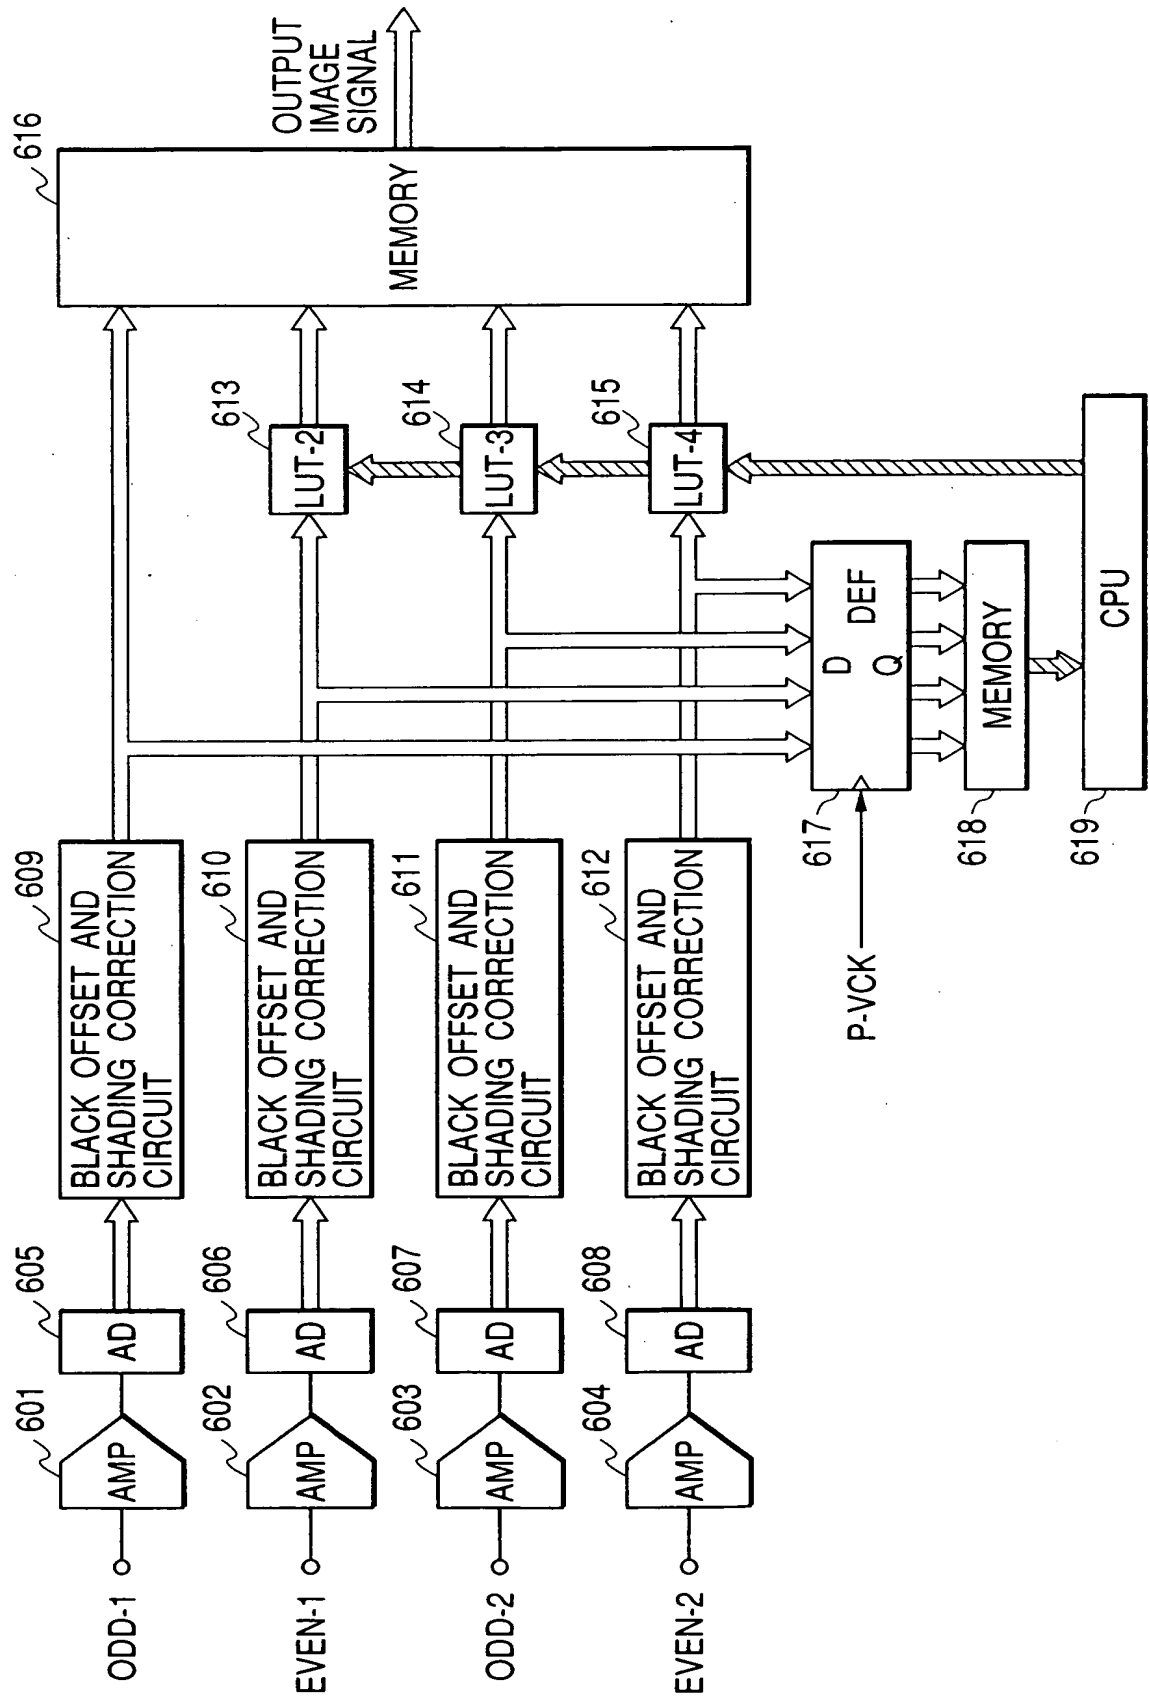 ODD-1
601
AMP
605
AD
609
BLACK OFFSET AND
SHADING CORRECTION
CIRCUIT
616
MEMORY
OUTPUT
IMAGE
SIGNAL
EVEN-1
602
AMP
606
AD
610
BLACK OFFSET AND
SHADING CORRECTION
CIRCUIT
613
LUT-2
ODD-2
603
AMP
607
AD
611
BLACK OFFSET AND
SHADING CORRECTION
CIRCUIT
614
LUT-3
EVEN-2
604
AMP
608
AD
612
BLACK OFFSET AND
SHADING CORRECTION
CIRCUIT
615
LUT-4
P-VCK
617
D
DEF
Q
618
MEMORY
619
CPU